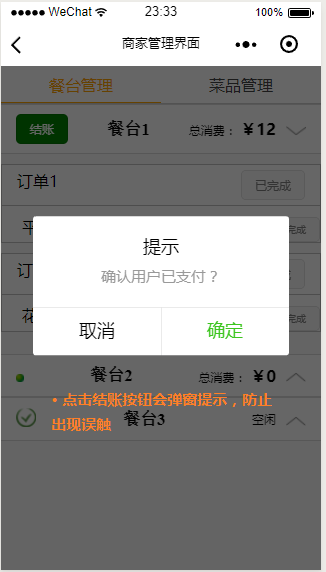 WeChat 23:33 100%
商家管理界面
餐台管理 菜品管理
结账 餐台1 总消费： ￥12
订单1 已完成
平 完成
提示
确认用户已支付？
订
花 完成
取消 确定
餐台2 总消费： ￥0
• 点击结账按钮会弹窗提示，防止
出现误触
餐台3 空闲